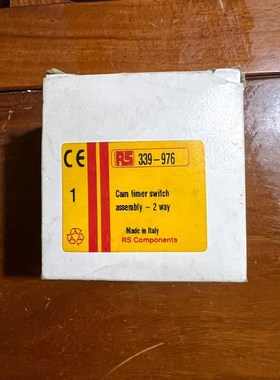 CE
RS 339-976
1
Cam timer switch
assembly - 2 way
Made in Italy
RS Components